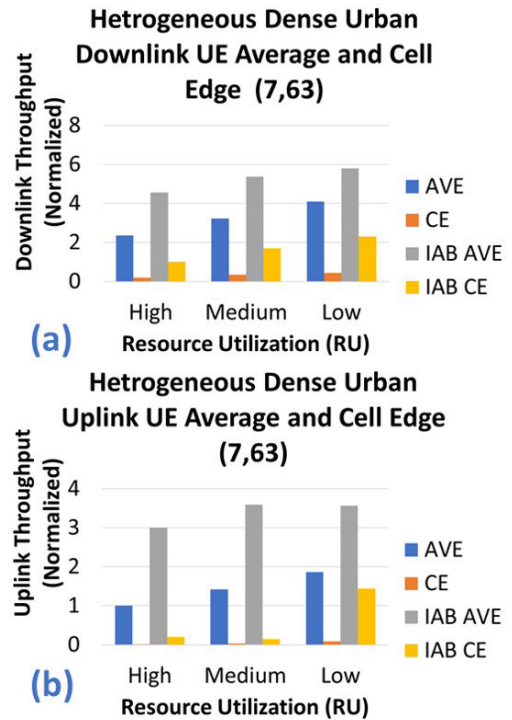 Hetrogeneous Dense Urban
Downlink UE Average and Cell
Edge (7,63)
Downlink Throughput
(Normalized)
8
6
4
2
0
High
Medium
Low
AVE
CE
IAB AVE
IAB CE
(a)
Resource Utilization (RU)
Hetrogeneous Dense Urban
Uplink UE Average and Cell Edge
(7,63)
Uplink Throughput
(Normalized)
4
3
2
1
0
High
Medium
Low
AVE
CE
IAB AVE
IAB CE
(b)
Resource Utilization (RU)